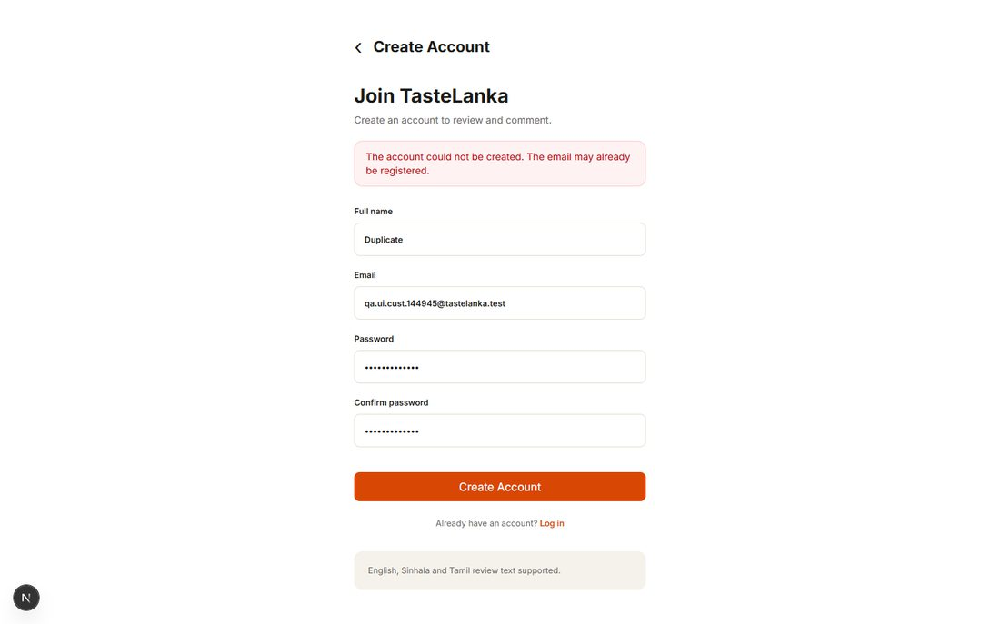 Create Account
Join TasteLanka
Create an account to review and comment.
The account could not be created. The email may already
be registered.
Full name
Duplicate
Email
qa.ui.cust.144945@tastelanka.test
Password
•••••••••••••
Confirm password
•••••••••••••
Create Account
Already have an account? Log in
English, Sinhala and Tamil review text supported.
N